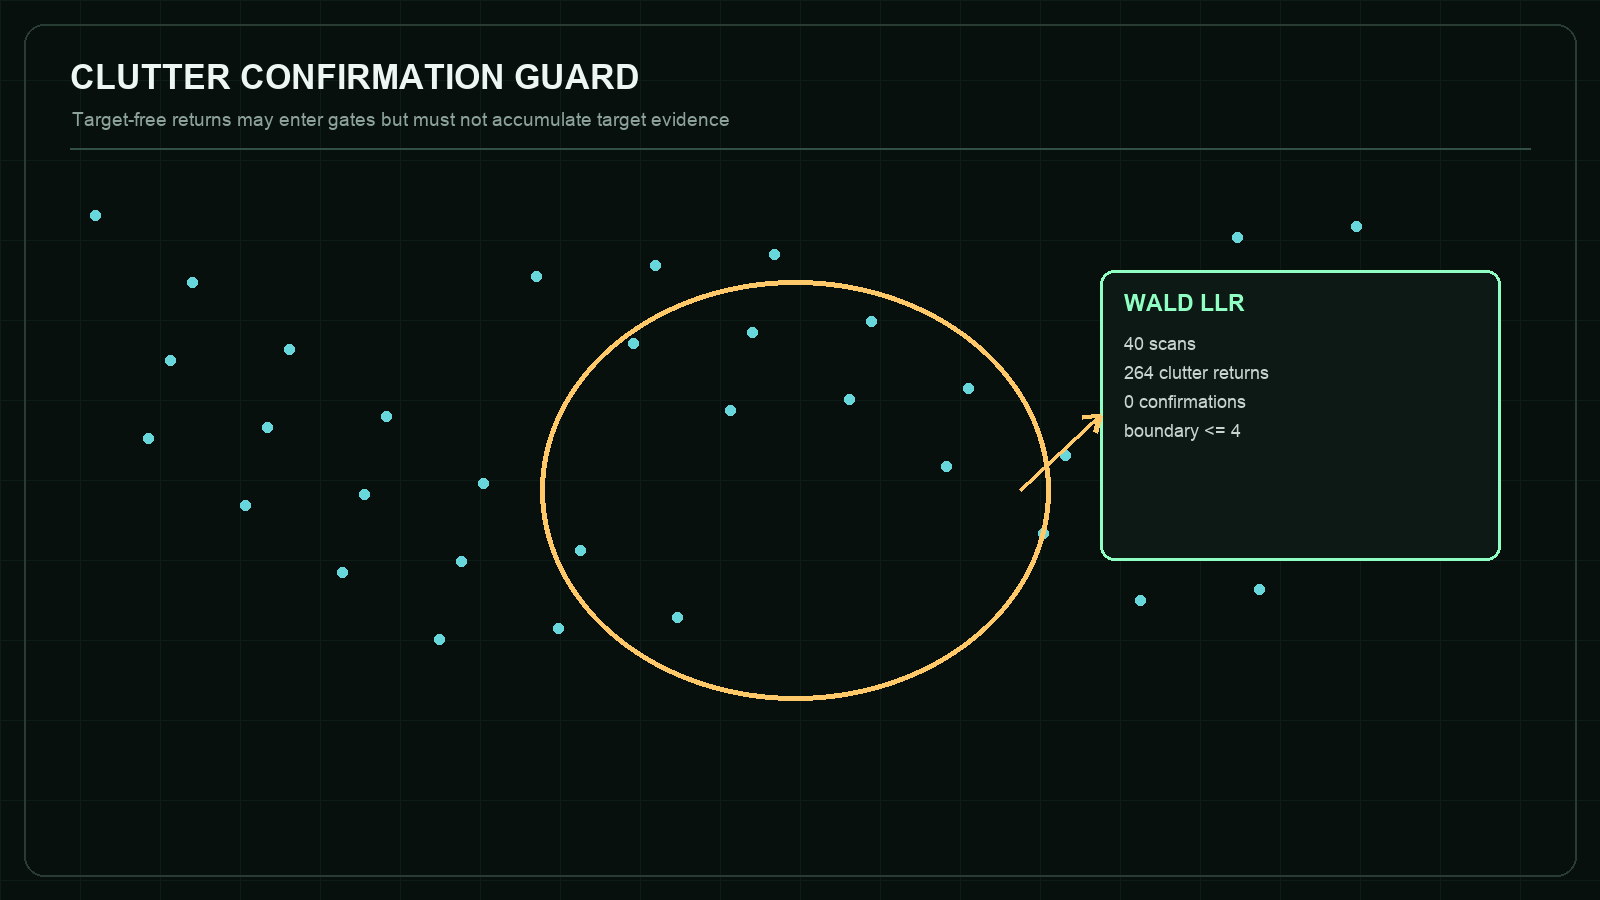 CLUTTER CONFIRMATION GUARD
Target-free returns may enter gates but must not accumulate target evidence
WALD LLR
40 scans
264 clutter returns
0 confirmations
boundary <= 4